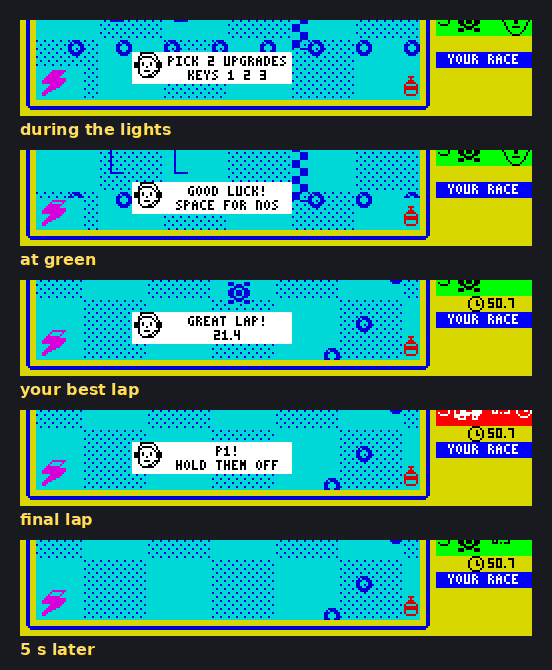 PICK 2 UPGRADES
KEYS 1 2 3
YOUR RACE
during the lights
GOOD LUCK!
SPACE FOR NOS
YOUR RACE
at green
50.7
GREAT LAP!
21.4
YOUR RACE
your best lap
50.7
P1!
HOLD THEM OFF
YOUR RACE
final lap
50.7
YOUR RACE
5 s later